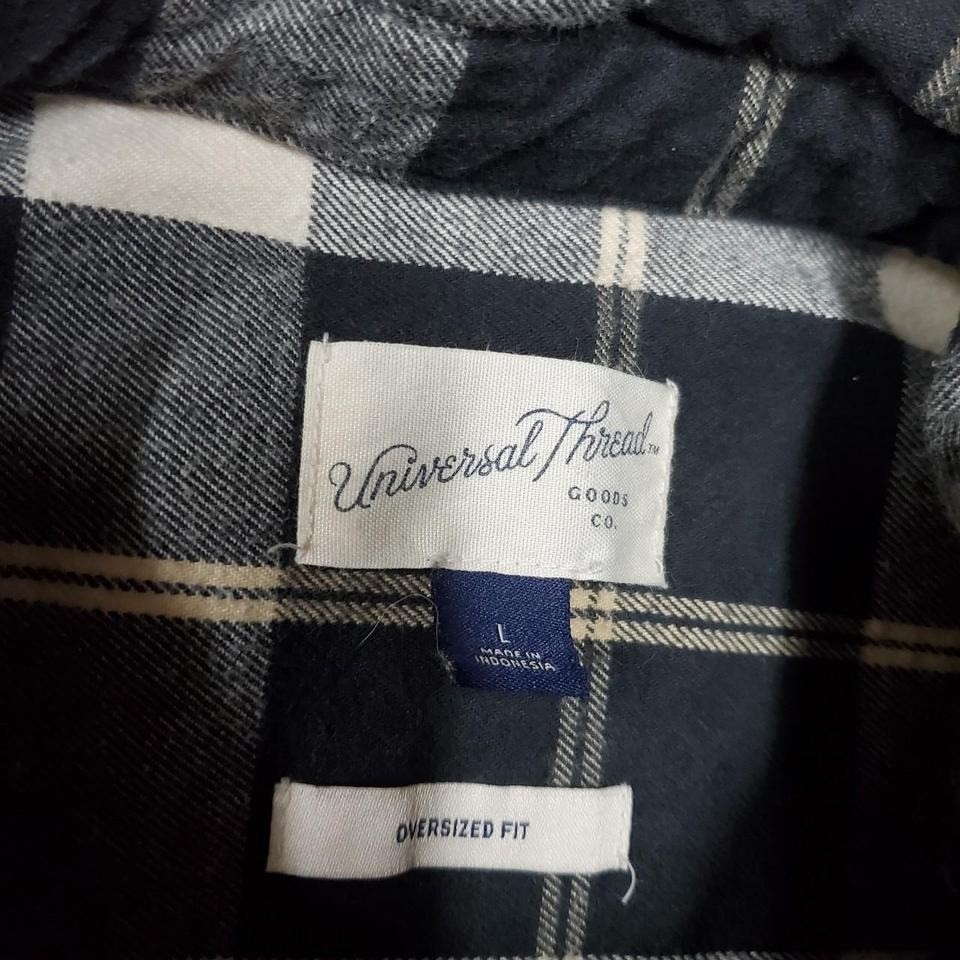 Universal Thread™
GOODS
CO.
L
MADE IN
INDONESIA
OVERSIZED FIT